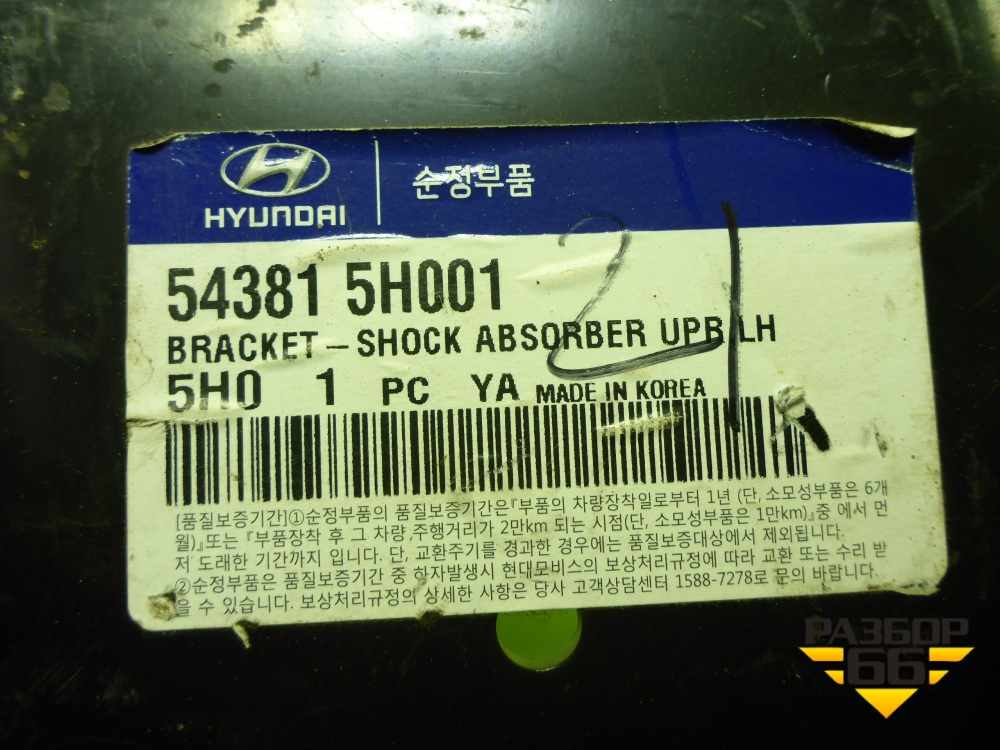 HYUNDAI
순정부품
54381 5H001
BRACKET-SHOCK ABSORBER UPR LH
5H0 1 PC YA MADE IN KOREA
21
[품질보증기간]①순정부품의 품질보증기간은『부품의 차량장착일로부터 1년 (단, 소모성부품은 6개
월)』또는 『부품장착 후 그 차량 주행거리가 2만km 되는 시점(단, 소모성부품은 1만km)』중 에서 먼
저 도래한 기간까지 입니다. 단, 교환주기를 경과한 경우에는 품질보증대상에서 제외됩니다.
②순정부품은 품질보증기간 중 하자발생시 현대모비스의 보상처리규정에 따라 교환 또는 수리 받
을 수 있습니다. 보상처리규정의 상세한 사항은 당사 고객상담센터 1588-7278로 문의 바랍니다.
РАЗБОР
66